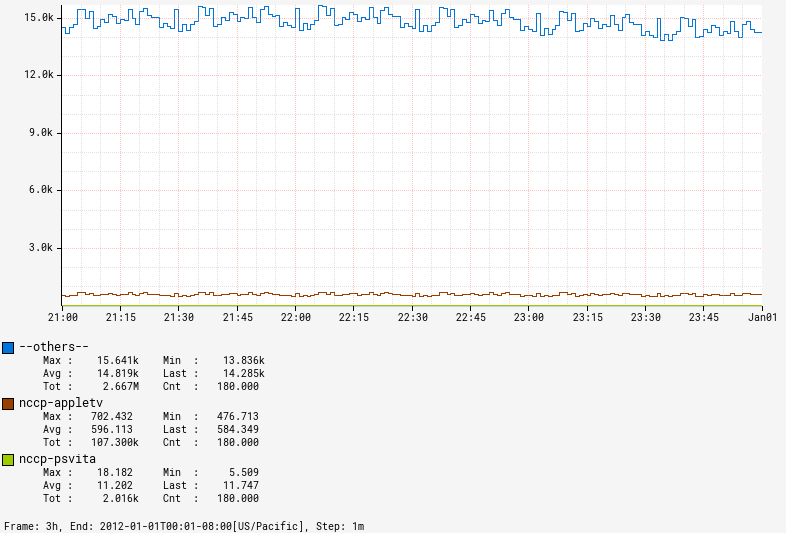 15.0k
12.0k
9.0k
6.0k
3.0k
21:00 21:15 21:30 21:45 22:00 22:15 22:30 22:45 23:00 23:15 23:30 23:45 Jan01
--others--
Max : 15.641k Min : 13.836k
Avg : 14.819k Last : 14.285k
Tot : 2.667M Cnt : 180.000
nccp-appletv
Max : 702.432 Min : 476.713
Avg : 596.113 Last : 584.349
Tot : 107.300k Cnt : 180.000
nccp-psvita
Max : 18.182 Min : 5.509
Avg : 11.202 Last : 11.747
Tot : 2.016k Cnt : 180.000
Frame: 3h, End: 2012-01-01T00:01-08:00[US/Pacific], Step: 1m